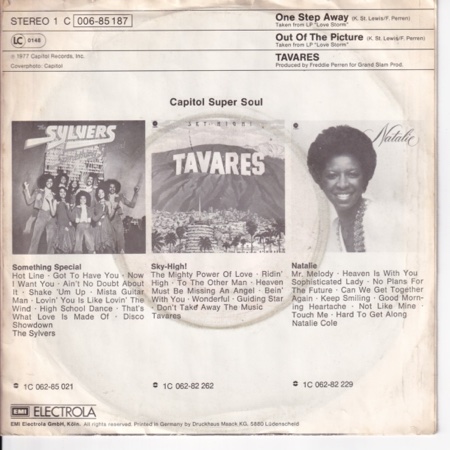 STEREO 1 C 006-85 187
LC 0148
℗ 1977 Capitol Records, Inc.
Coverphoto: Capitol
One Step Away (K. St. Lewis/F. Perren)
Taken from LP "Love Storm"
Out Of The Picture (K. St. Lewis/F. Perren)
Taken from LP "Love Storm"
TAVARES
Produced by Freddie Perren for Grand Slam Prod.
Capitol Super Soul
THE SYLVERS
SKY-HIGH!
TAVARES
Natalie
Something Special
Hot Line · Got To Have You · Now
I Want You · Ain't No Doubt About
It · Shake 'Um Up · Mista Guitar
Man · Lovin' You Is Like Lovin' The
Wind · High School Dance · That's
What Love Is Made Of · Disco
Showdown
The Sylvers
1C 062-85 021
Sky-High!
The Mighty Power Of Love · Ridin'
High · To The Other Man · Heaven
Must Be Missing An Angel · Bein'
With You · Wonderful · Guiding Star
· Don't Take Away The Music
Tavares
1C 062-82 262
Natalie
Mr. Melody · Heaven Is With You
Sophisticated Lady · No Plans For
The Future · Can We Get Together
Again · Keep Smiling · Good Morn-
ing Heartache · Not Like Mine
Touch Me · Hard To Get Along
Natalie Cole
1C 062-82 229
EMI ELECTROLA
EMI Electrola GmbH, Köln. All rights reserved. Printed in Germany by Druckhaus Maack KG, 5880 Lüdenscheid